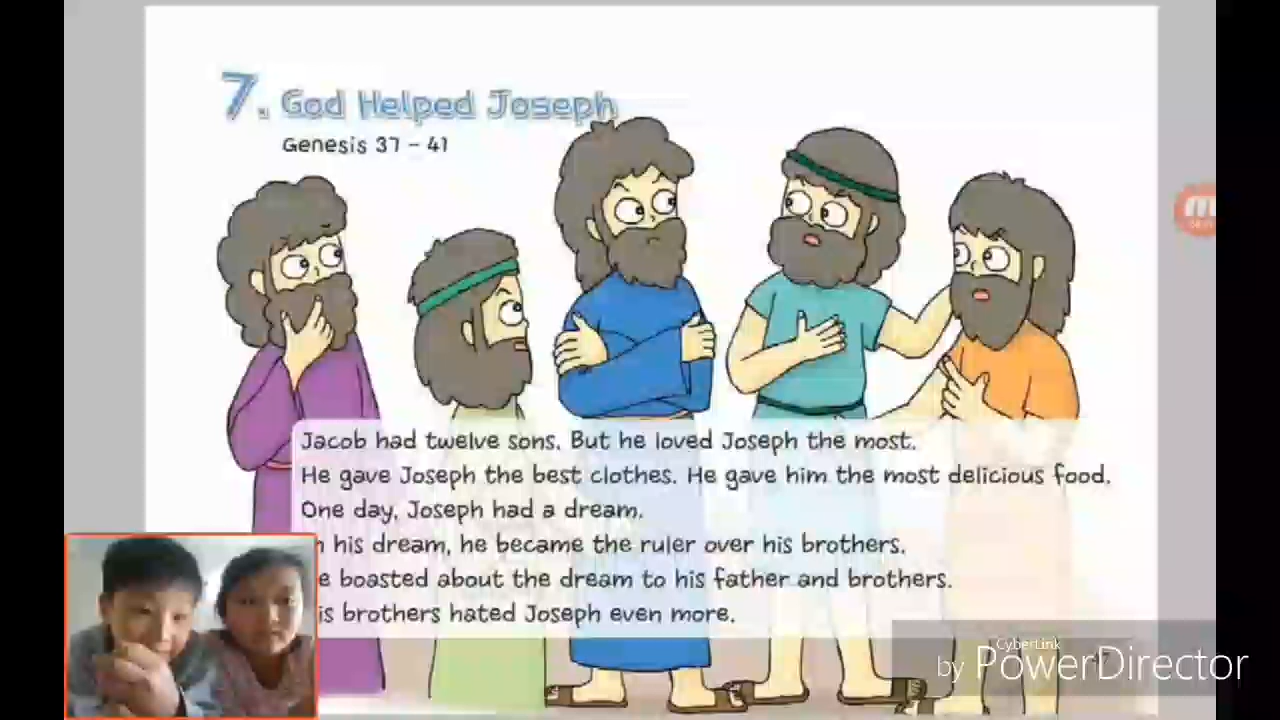 7. God Helped Joseph
Genesis 37 – 41
Jacob had twelve sons. But he loved Joseph the most.
He gave Joseph the best clothes. He gave him the most delicious food.
One day, Joseph had a dream.
his dream, he became the ruler over his brothers.
boasted about the dream to his father and brothers.
brothers hated Joseph even more.
CyberLink
by PowerDirector